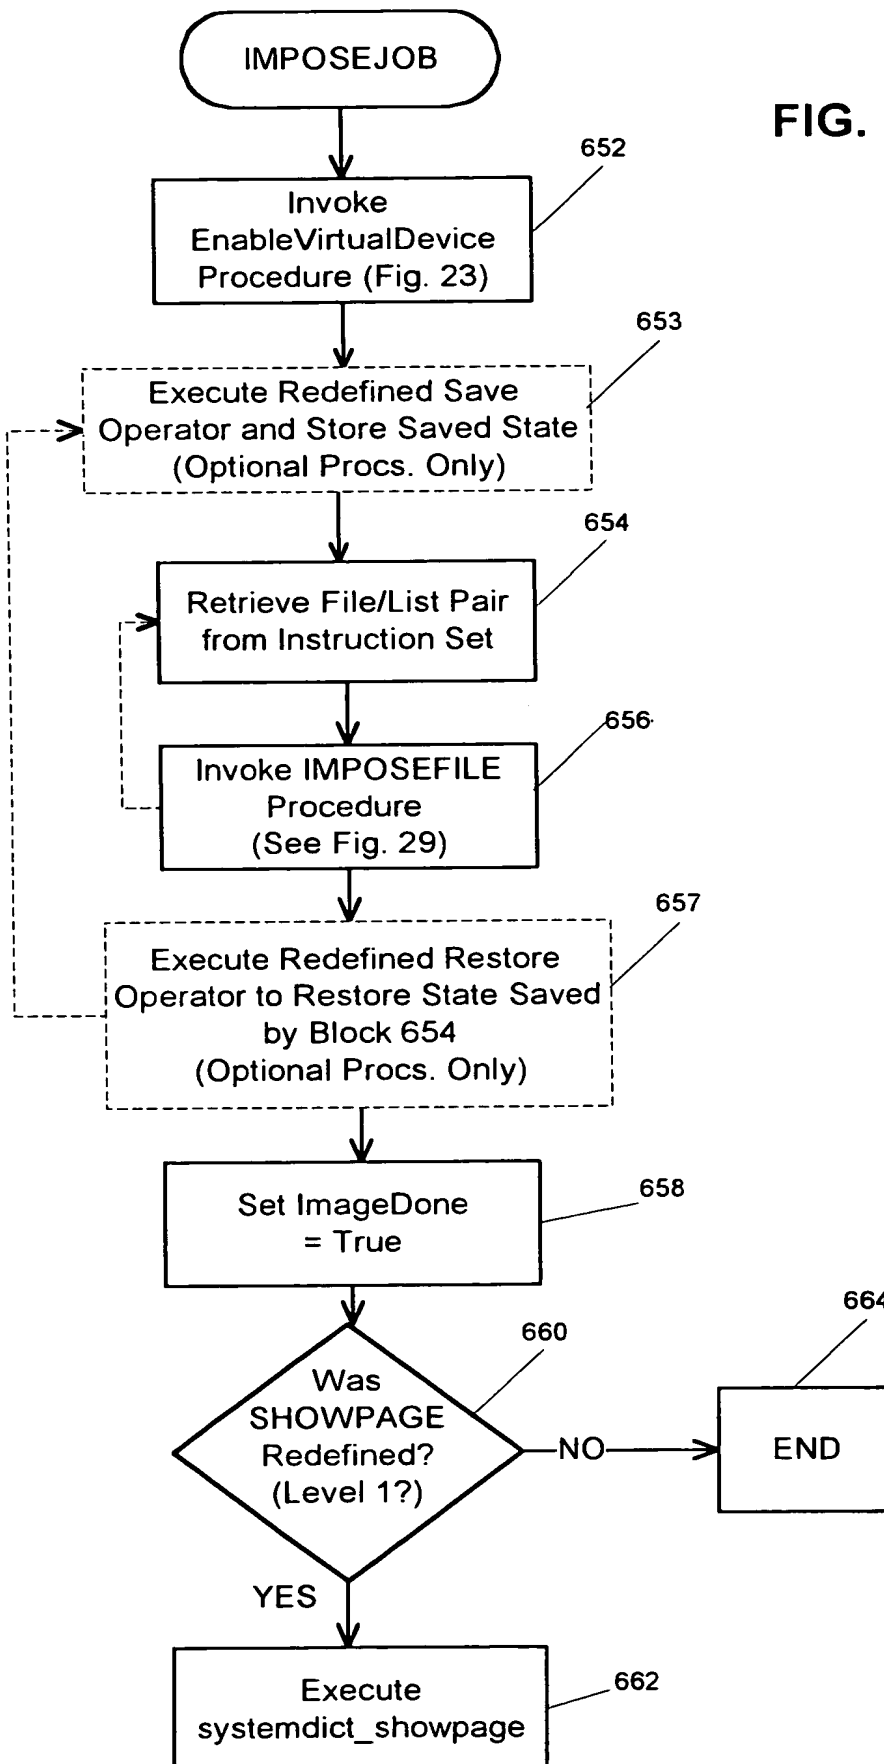 IMPOSEJOB
FIG.
652
Invoke
EnableVirtualDevice
Procedure (Fig. 23)
653
Execute Redefined Save
Operator and Store Saved State
(Optional Procs. Only)
654
Retrieve File/List Pair
from Instruction Set
656
Invoke IMPOSEFILE
Procedure
(See Fig. 29)
657
Execute Redefined Restore
Operator to Restore State Saved
by Block 654
(Optional Procs. Only)
658
Set ImageDone
= True
660
664
Was
SHOWPAGE
Redefined?
(Level 1?)
NO
END
YES
662
Execute
systemdict_showpage